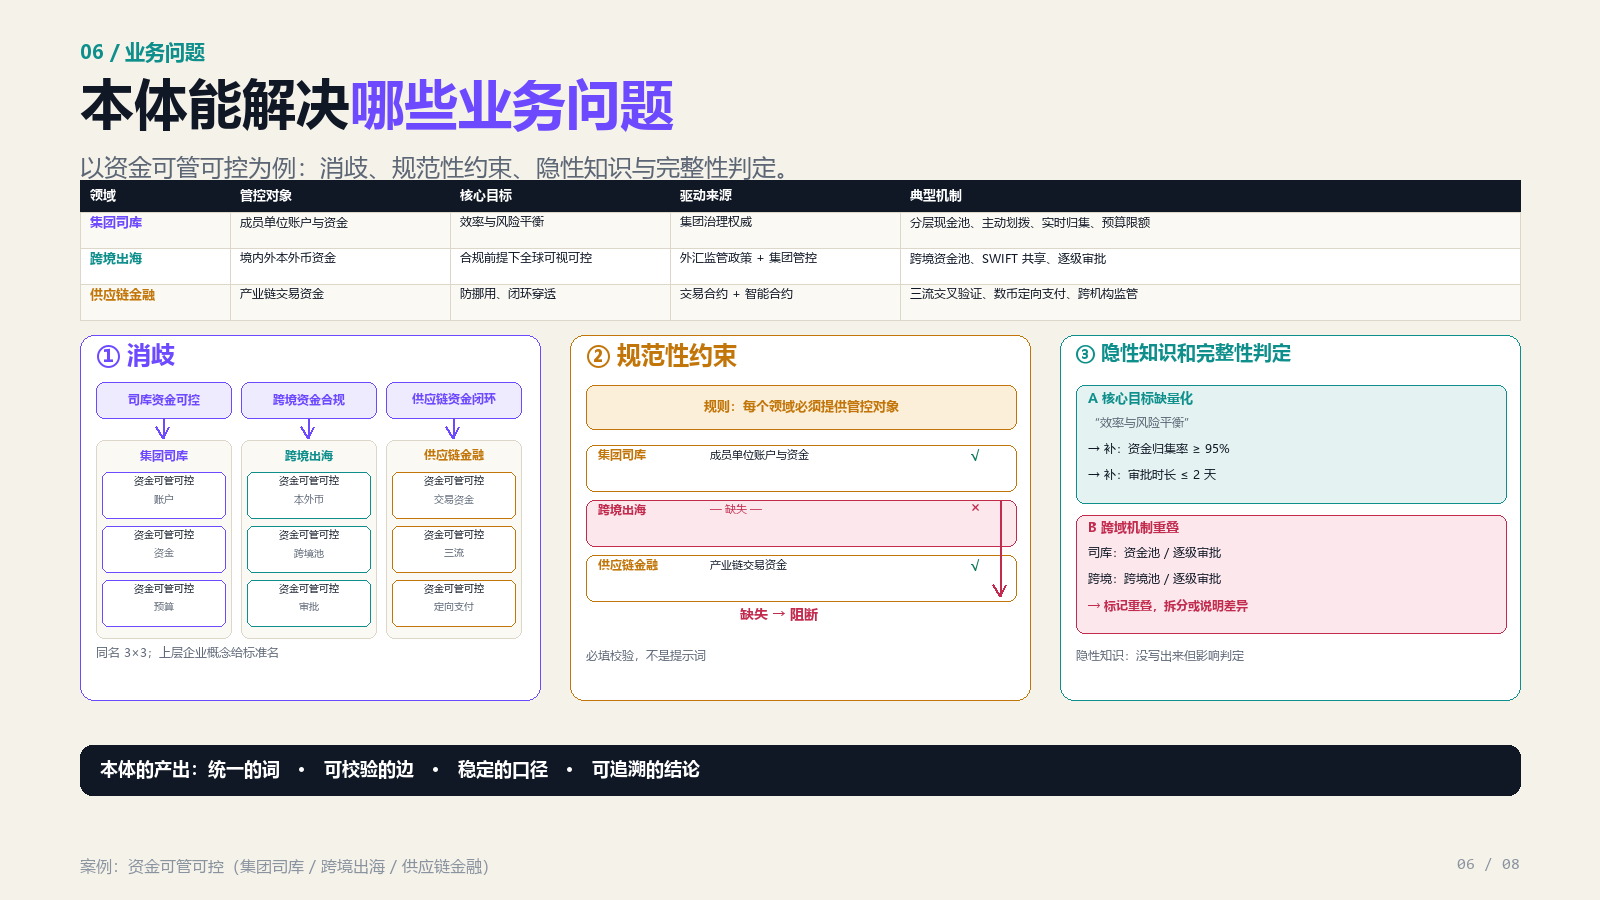 06 / 业务问题
本体能解决哪些业务问题
以资金可管可控为例：消歧、规范性约束、隐性知识与完整性判定。
领域 管控对象 核心目标 驱动来源 典型机制
集团司库 成员单位账户与资金 效率与风险平衡 集团治理权威 分层现金池、主动划拨、实时归集、预算限额
跨境出海 境内外本外币资金 合规前提下全球可视可控 外汇监管政策 + 集团管控 跨境资金池、SWIFT 共享、逐级审批
供应链金融 产业链交易资金 防挪用、闭环穿透 交易合约 + 智能合约 三流交叉验证、数币定向支付、跨机构监管
① 消歧
司库资金可控 跨境资金合规 供应链资金闭环
集团司库 跨境出海 供应链金融
资金可管可控 资金可管可控 资金可管可控
账户 本外币 交易资金
资金可管可控 资金可管可控 资金可管可控
资金 跨境池 三流
资金可管可控 资金可管可控 资金可管可控
预算 审批 定向支付
同名 3×3；上层企业概念给标准名
② 规范性约束
规则：每个领域必须提供管控对象
集团司库 成员单位账户与资金 √
跨境出海 — 缺失 — ×
供应链金融 产业链交易资金 √
缺失 → 阻断
必填校验，不是提示词
③ 隐性知识和完整性判定
A 核心目标缺量化
“效率与风险平衡”
→ 补：资金归集率 ≥ 95%
→ 补：审批时长 ≤ 2 天
B 跨域机制重叠
司库：资金池 / 逐级审批
跨境：跨境池 / 逐级审批
→ 标记重叠，拆分或说明差异
隐性知识：没写出来但影响判定
本体的产出：统一的词 • 可校验的边 • 稳定的口径 • 可追溯的结论
案例：资金可管可控（集团司库 / 跨境出海 / 供应链金融）
06 / 08